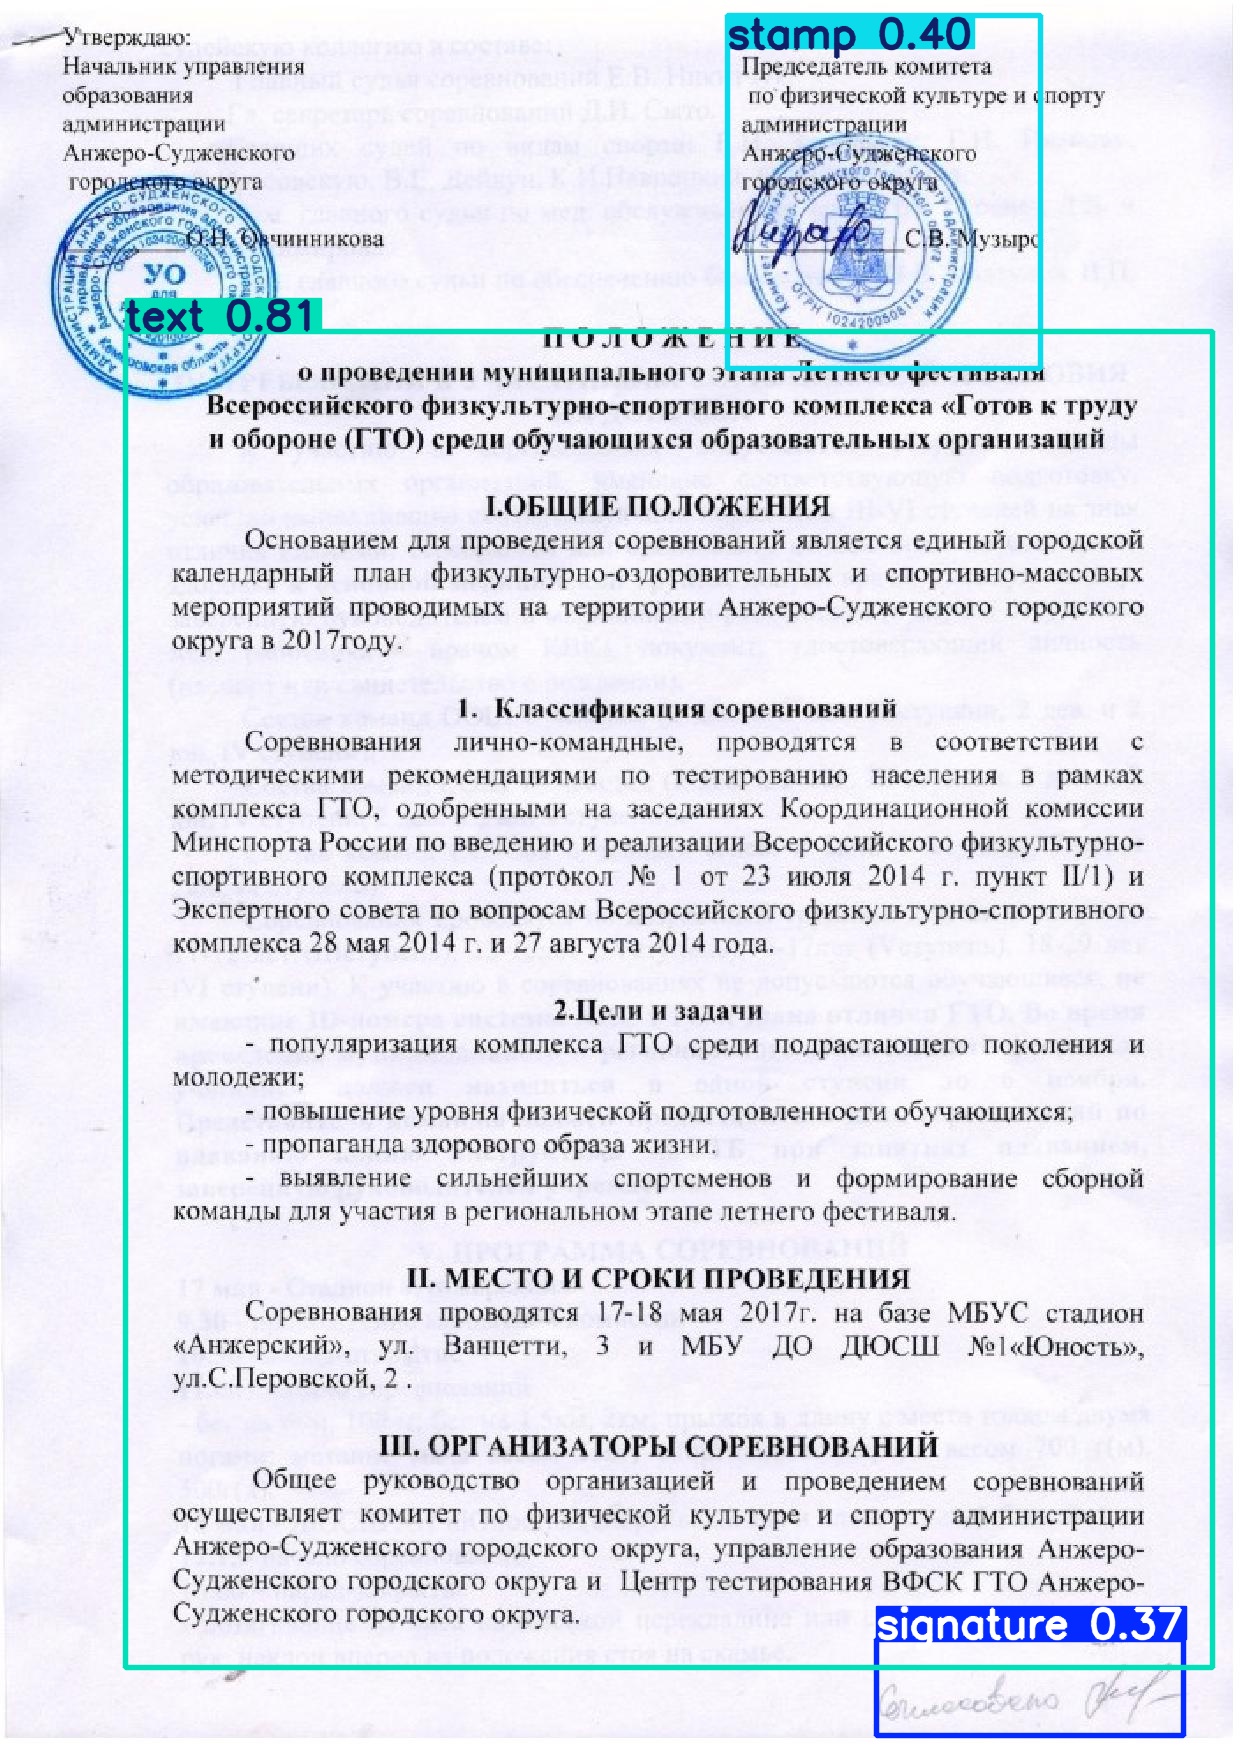 Утверждаю:
Начальник управления
образования
администрации
Анжеро-Судженского
городского округа
О.Н. Овчинникова
stamp 0.40
Председатель комитета
по физической культуре и спорту
администрации
Анжеро-Судженского
городского округа
С.В. Музыро
УО
text 0.81
ПОЛОЖЕНИЕ
о проведении муниципального этапа Летнего фестиваля
Всероссийского физкультурно-спортивного комплекса «Готов к труду
и обороне (ГТО) среди обучающихся образовательных организаций
I.ОБЩИЕ ПОЛОЖЕНИЯ
Основанием для проведения соревнований является единый городской
календарный план физкультурно-оздоровительных и спортивно-массовых
мероприятий проводимых на территории Анжеро-Судженского городского
округа в 2017году.
1. Классификация соревнований
Соревнования лично-командные, проводятся в соответствии с
методическими рекомендациями по тестированию населения в рамках
комплекса ГТО, одобренными на заседаниях Координационной комиссии
Минспорта России по введению и реализации Всероссийского физкультурно-
спортивного комплекса (протокол № 1 от 23 июля 2014 г. пункт II/1) и
Экспертного совета по вопросам Всероссийского физкультурно-спортивного
комплекса 28 мая 2014 г. и 27 августа 2014 года.
2.Цели и задачи
- популяризация комплекса ГТО среди подрастающего поколения и
молодежи;
- повышение уровня физической подготовленности обучающихся;
- пропаганда здорового образа жизни;
- выявление сильнейших спортсменов и формирование сборной
команды для участия в региональном этапе летнего фестиваля.
II. МЕСТО И СРОКИ ПРОВЕДЕНИЯ
Соревнования проводятся 17-18 мая 2017г. на базе МБУС стадион
«Анжерский», ул. Ванцетти, 3 и МБУ ДО ДЮСШ №1«Юность»,
ул.С.Перовской, 2 .
III. ОРГАНИЗАТОРЫ СОРЕВНОВАНИЙ
Общее руководство организацией и проведением соревнований
осуществляет комитет по физической культуре и спорту администрации
Анжеро-Судженского городского округа, управление образования Анжеро-
Судженского городского округа и Центр тестирования ВФСК ГТО Анжеро-
Судженского городского округа.
signature 0.37
Согласовано